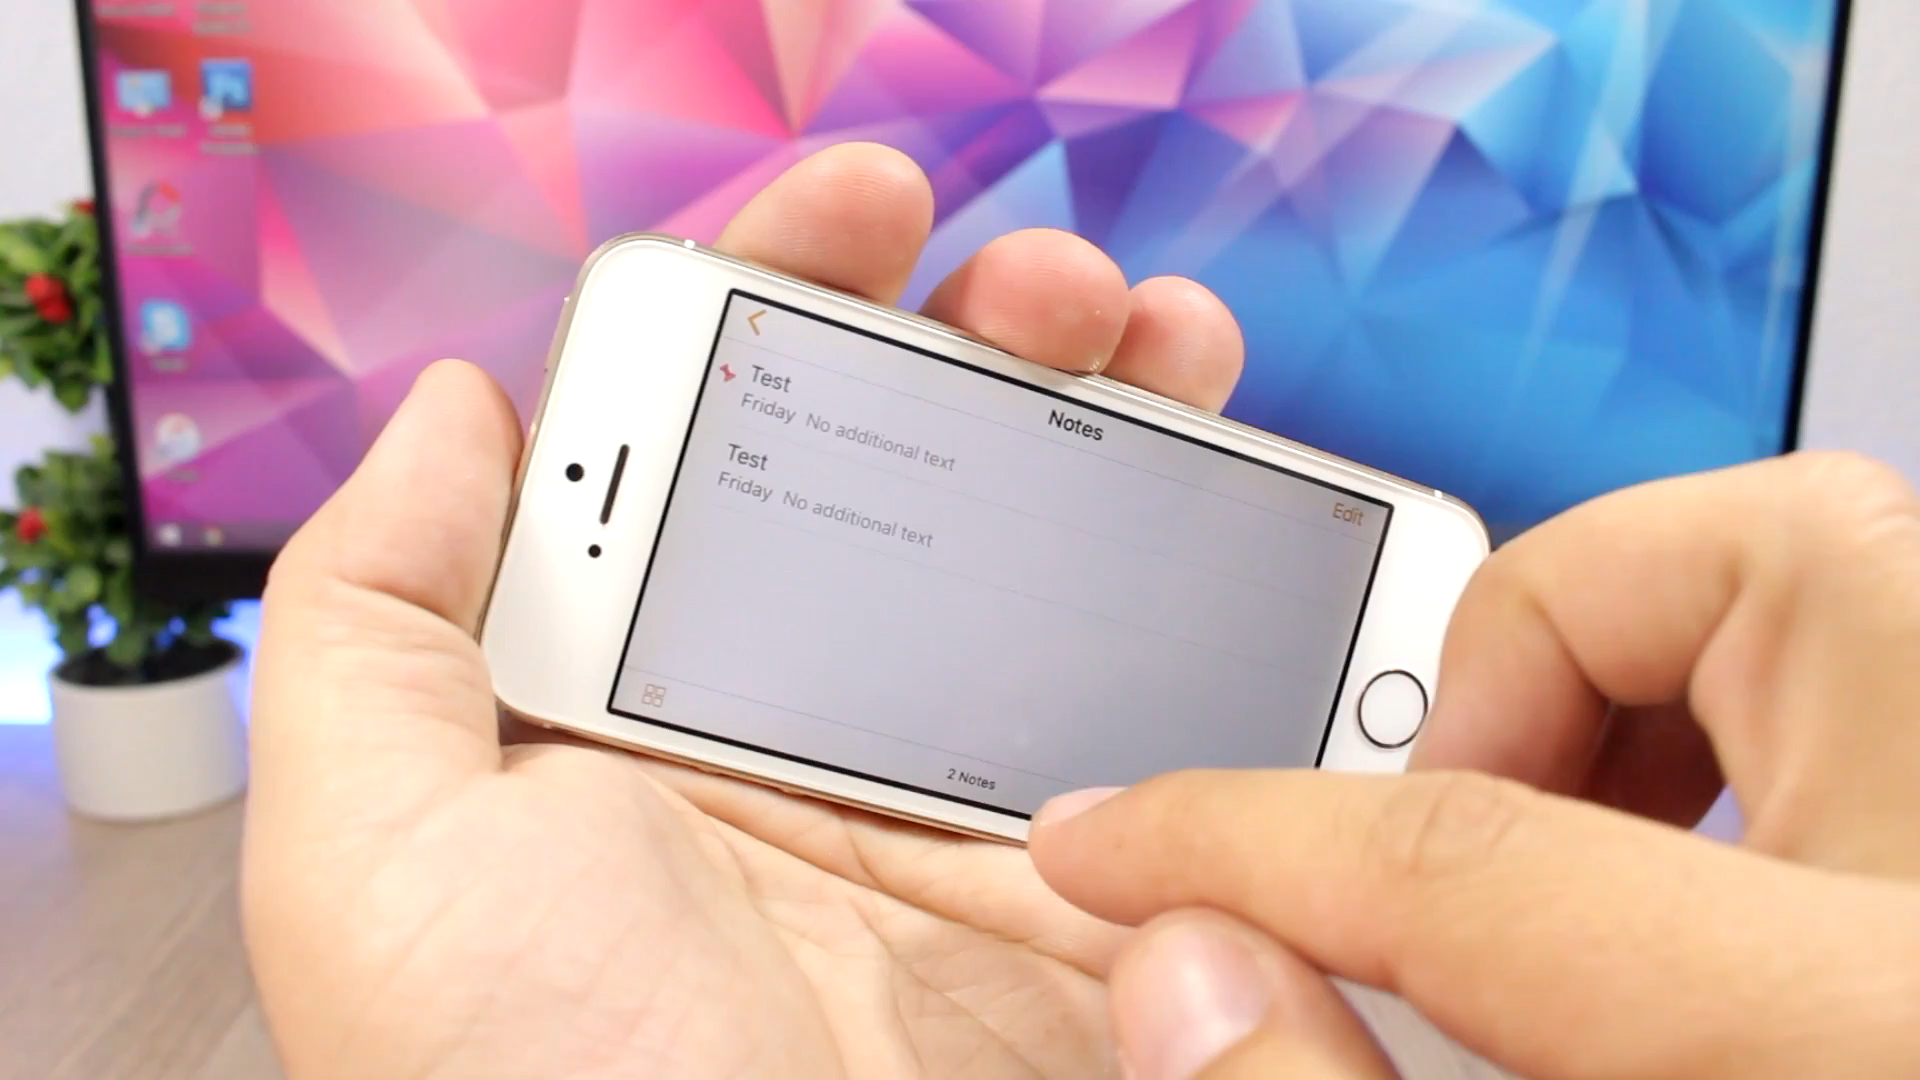 Notes
Edit
Test
Friday No additional text
Test
Friday No additional text
2 Notes